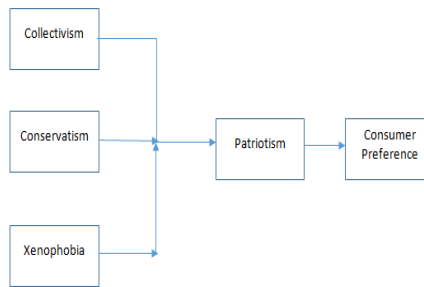 Collectivism
Conservatism
Xenophobia
Patriotism
Consumer
Preference